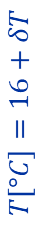 T[°C] = 16 + δT